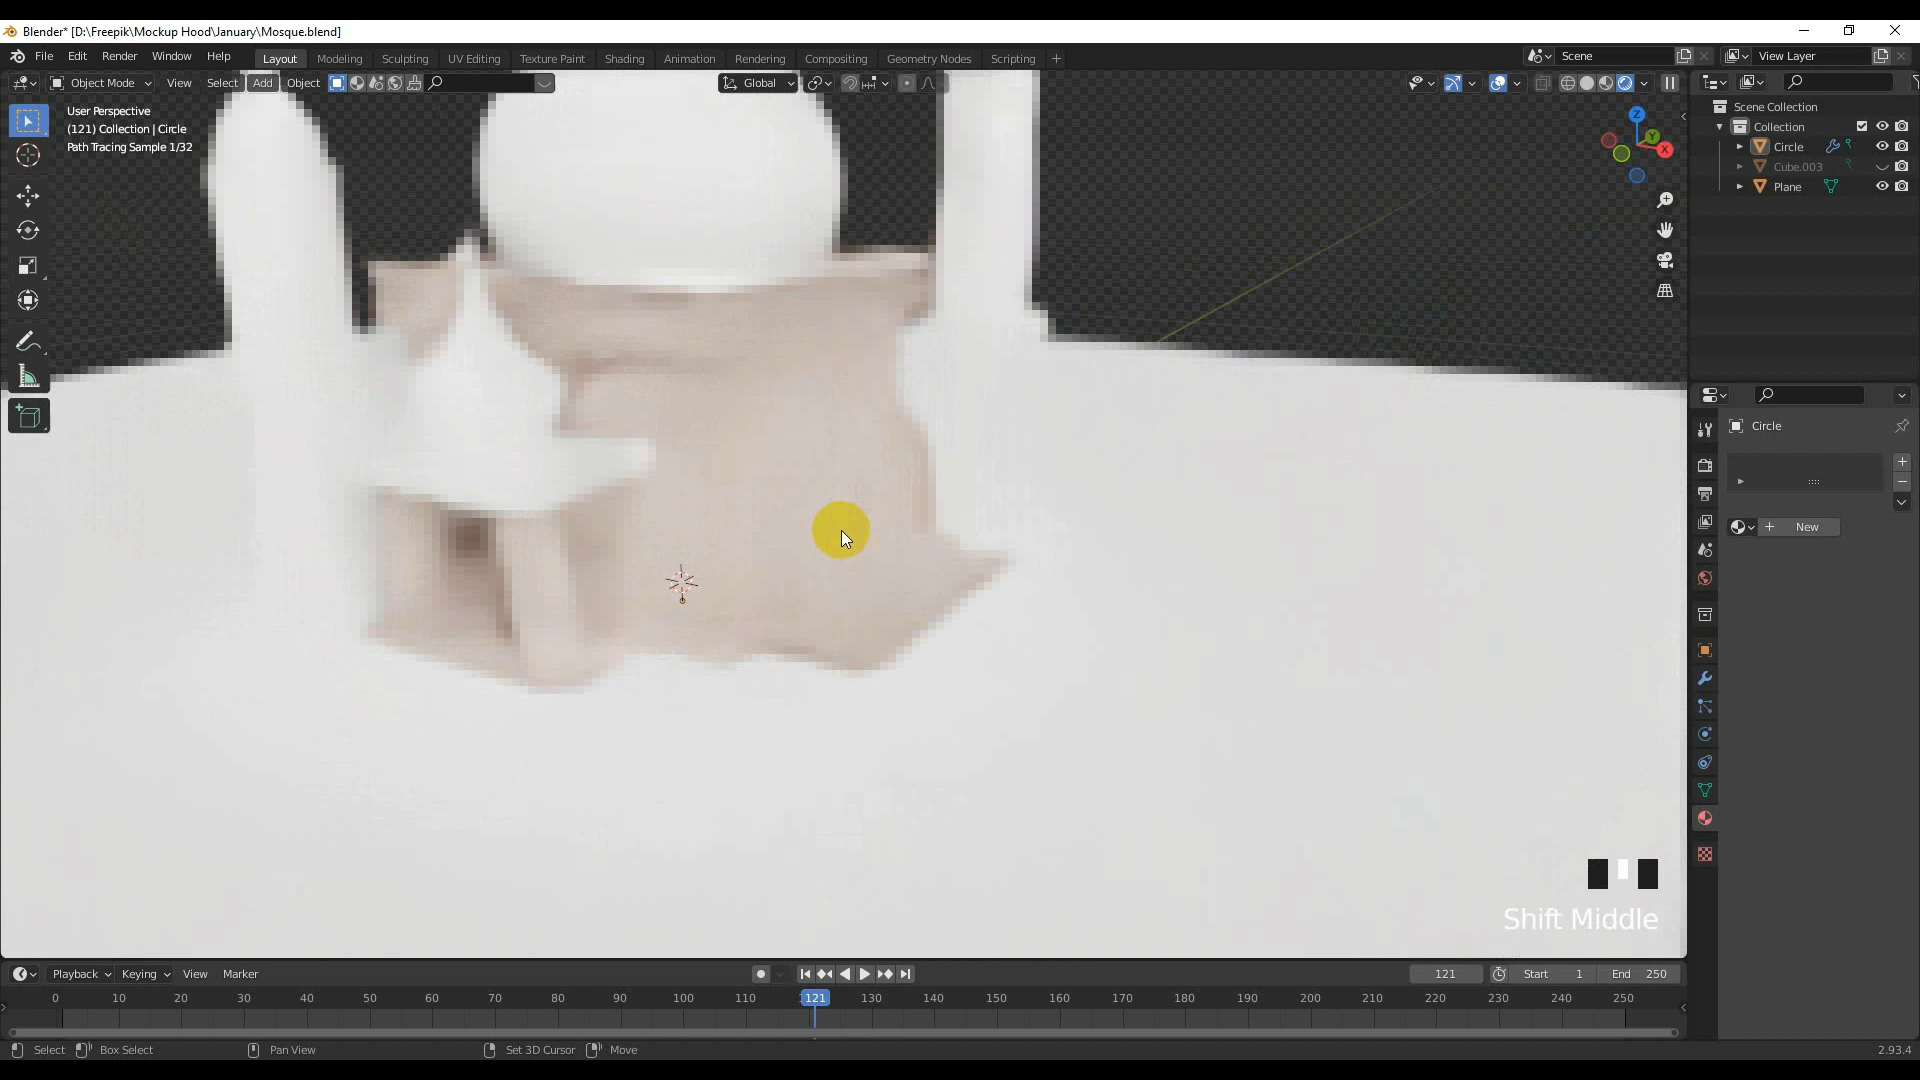 Blender* [D:\Freepik\Mockup Hood\January\Mosque.blend]
File Edit Render Window Help Layout Modeling Sculpting UV Editing Texture Paint Shading Animation Rendering Compositing Geometry Nodes Scripting + Scene View Layer
Object Mode View Select Add Object Global
User Perspective
(121) Collection | Circle
Path Tracing Sample 1/32
Z
Y
X
Scene Collection
Collection
Circle
Cube.003
Plane
Circle
New
Shift Middle
Playback Keying View Marker 121 Start 1 End 250
0 10 20 30 40 50 60 70 80 90 100 110 121 130 140 150 160 170 180 190 200 210 220 230 240 250
Select Box Select Pan View Set 3D Cursor Move 2.93.4